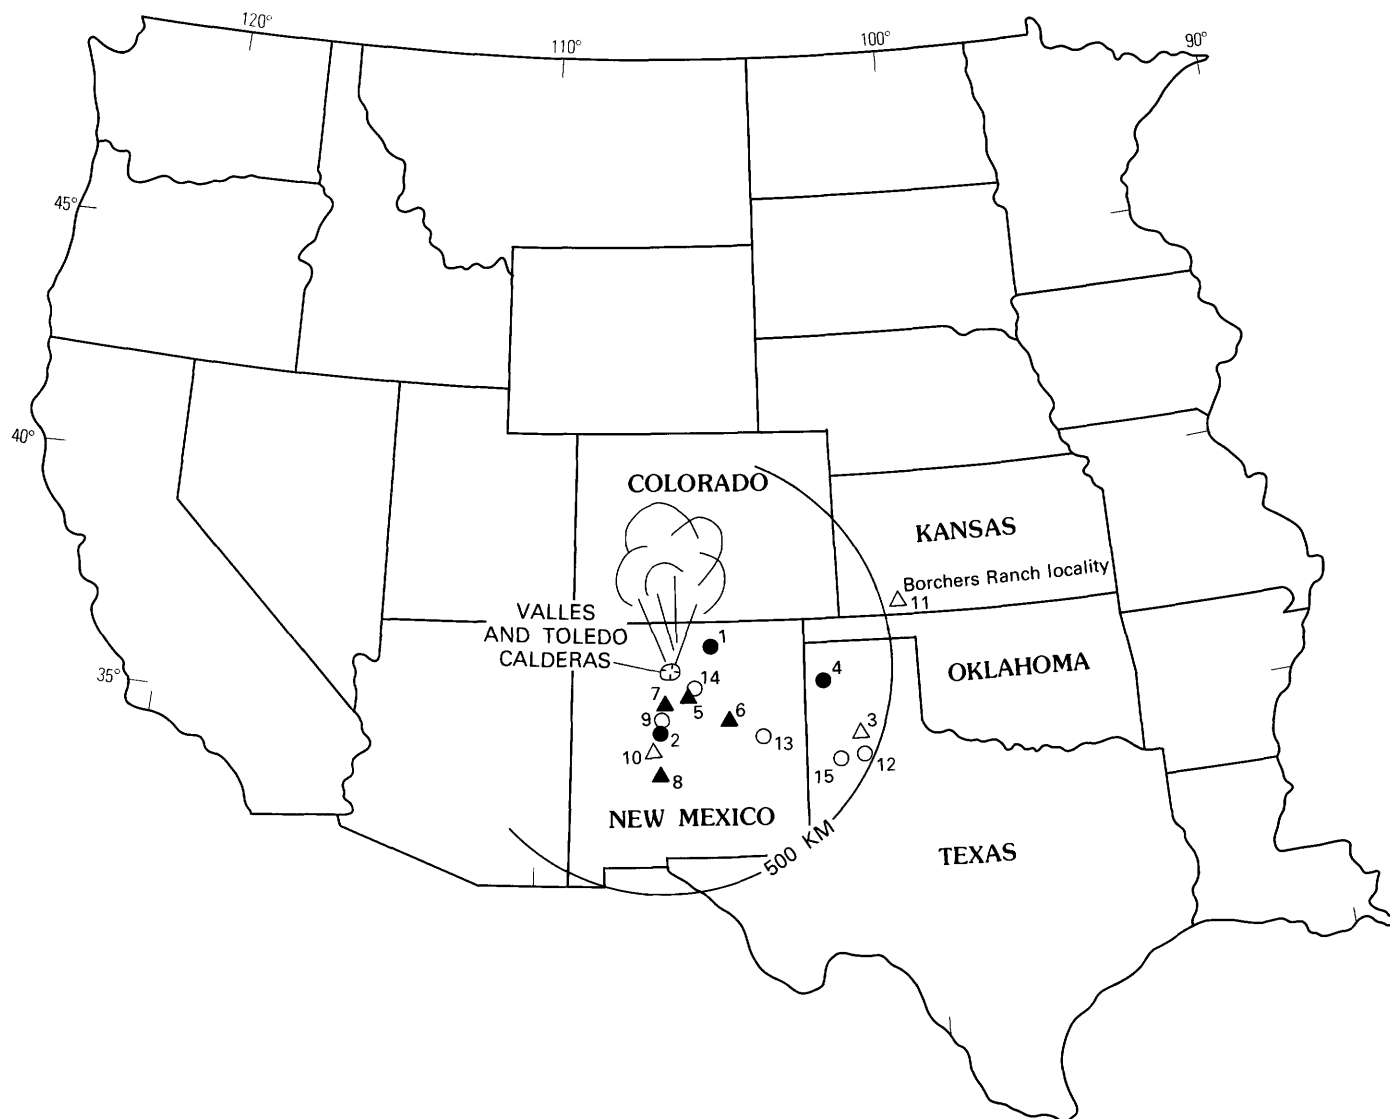 120°
110°
100°
90°
45°
40°
COLORADO
KANSAS
Borchers Ranch locality
11
VALLES
AND TOLEDO
CALDERAS
1
OKLAHOMA
4
35°
14
7
5
6
3
9
2
13
10
12
15
8
NEW MEXICO
500 KM
TEXAS